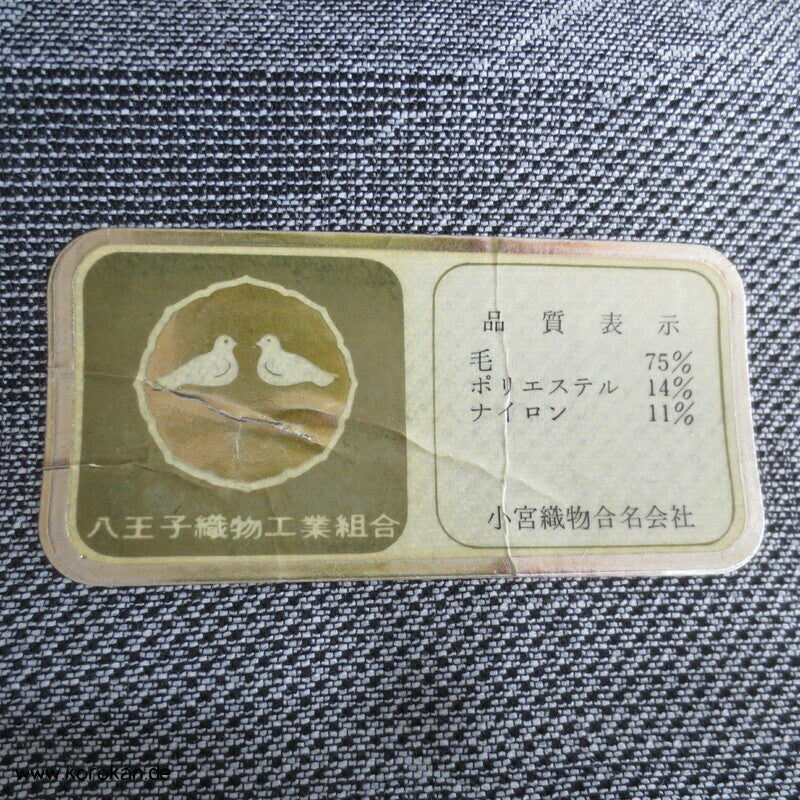 八王子織物工業組合
品質表示
毛 75%
ポリエステル 14%
ナイロン 11%
小宮織物合名会社
www.korokan.de